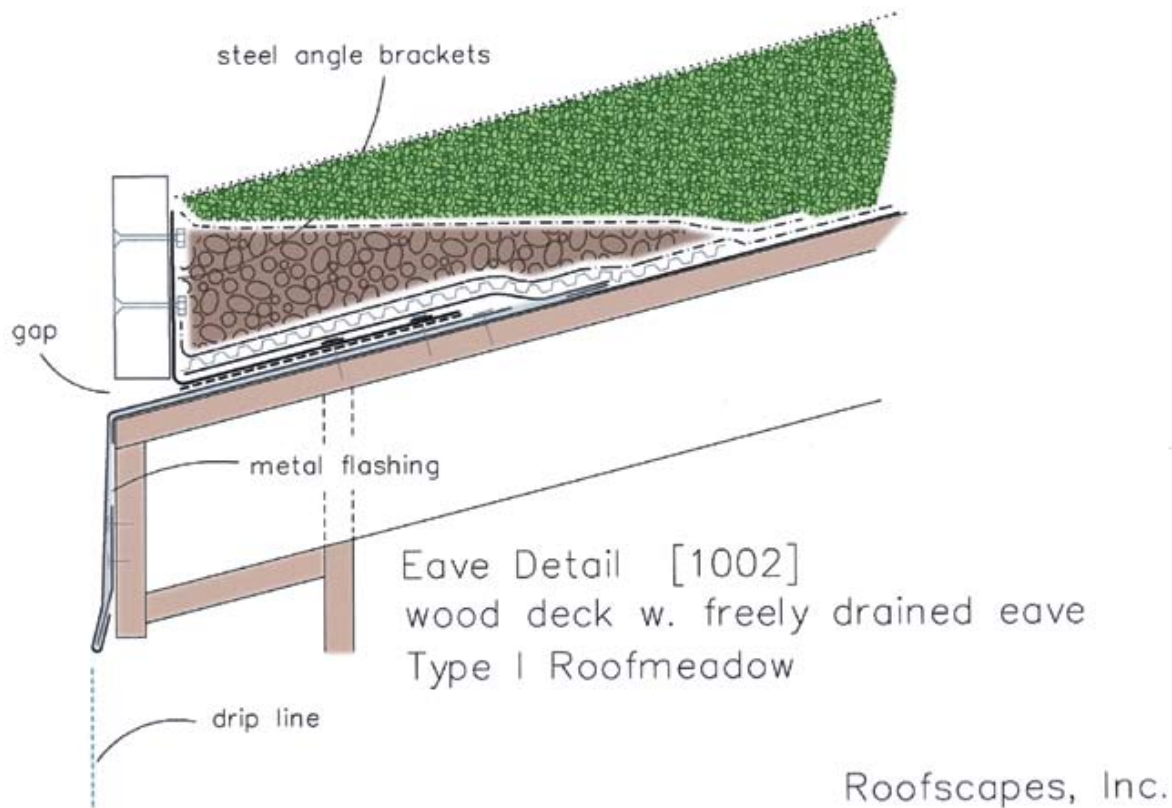 steel angle brackets
gap
metal flashing
Eave Detail [1002]
wood deck w. freely drained eave
Type I Roofmeadow
drip line
Roofscapes, Inc.